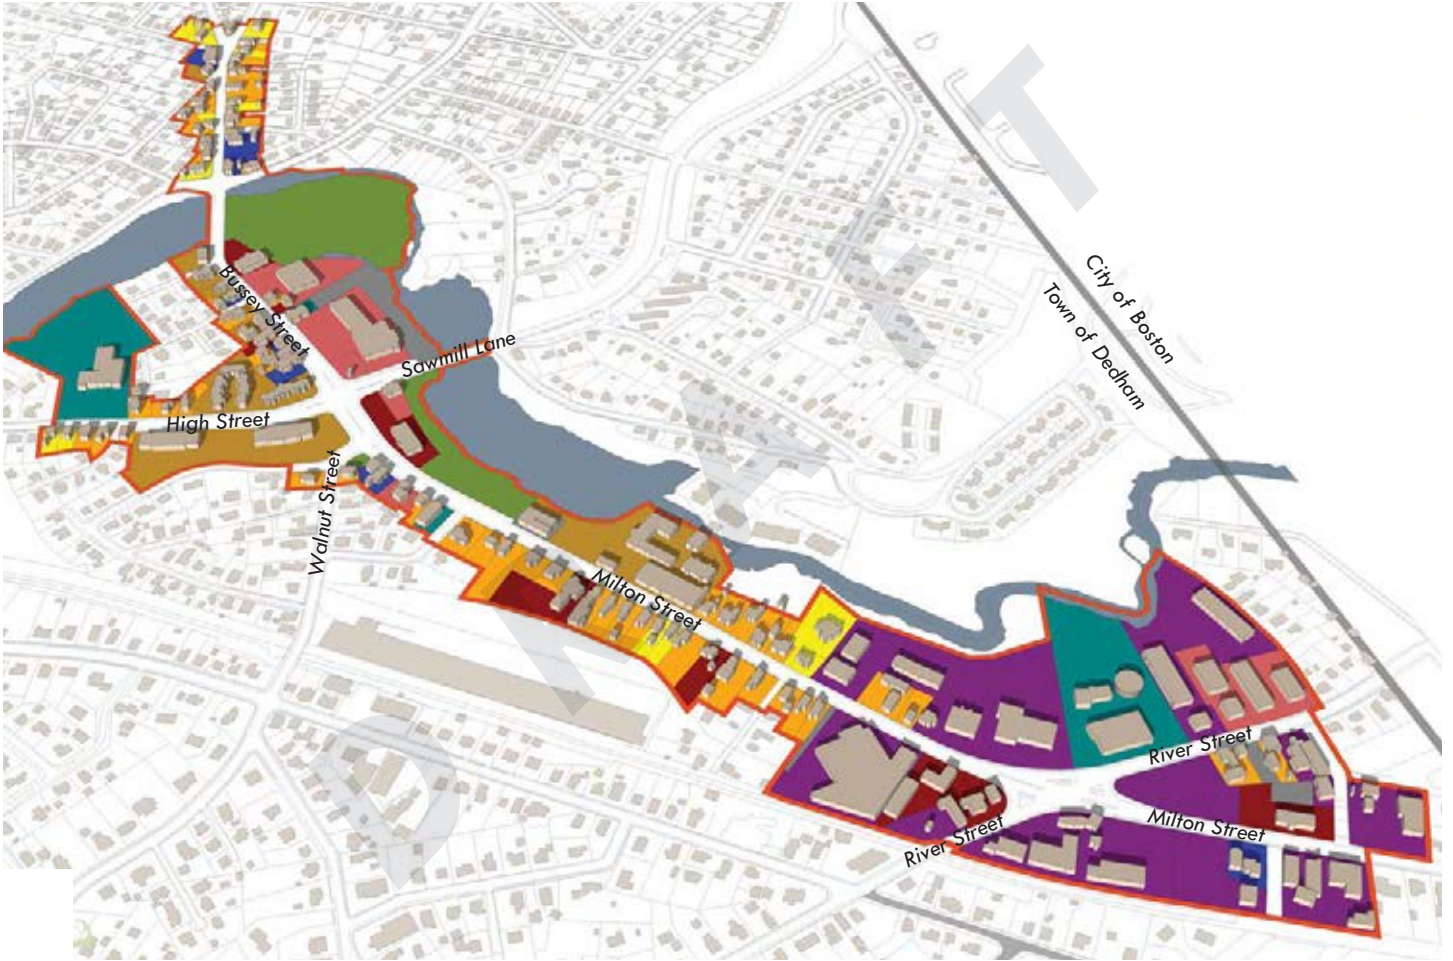 City of Boston
Town of Dedham
Bussey Street
Sawmill Lane
High Street
Walnut Street
Milton Street
River Street
Milton Street
River Street
DRAFT